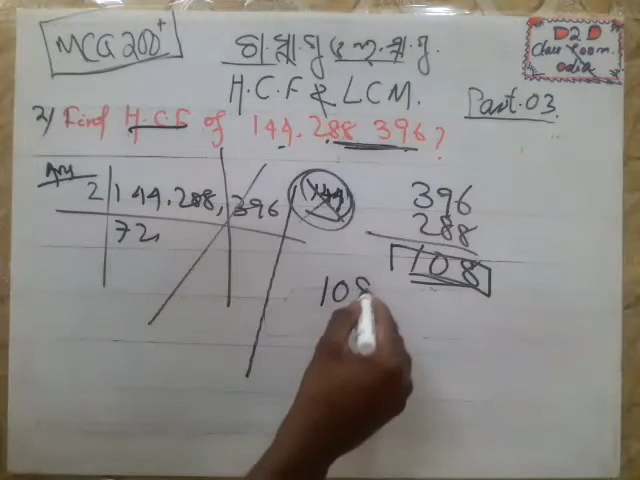 MCQ 200+
ଗ.ସା.ଗୁ ଓ ଲ.ସା.ଗୁ.
H.C.F & LCM.
D2D
Class room.
odia
Part.03
2) Find H.C.F of 144. 288 396?
Ans
2 144.288, 396
72,
144
396
288
108
108